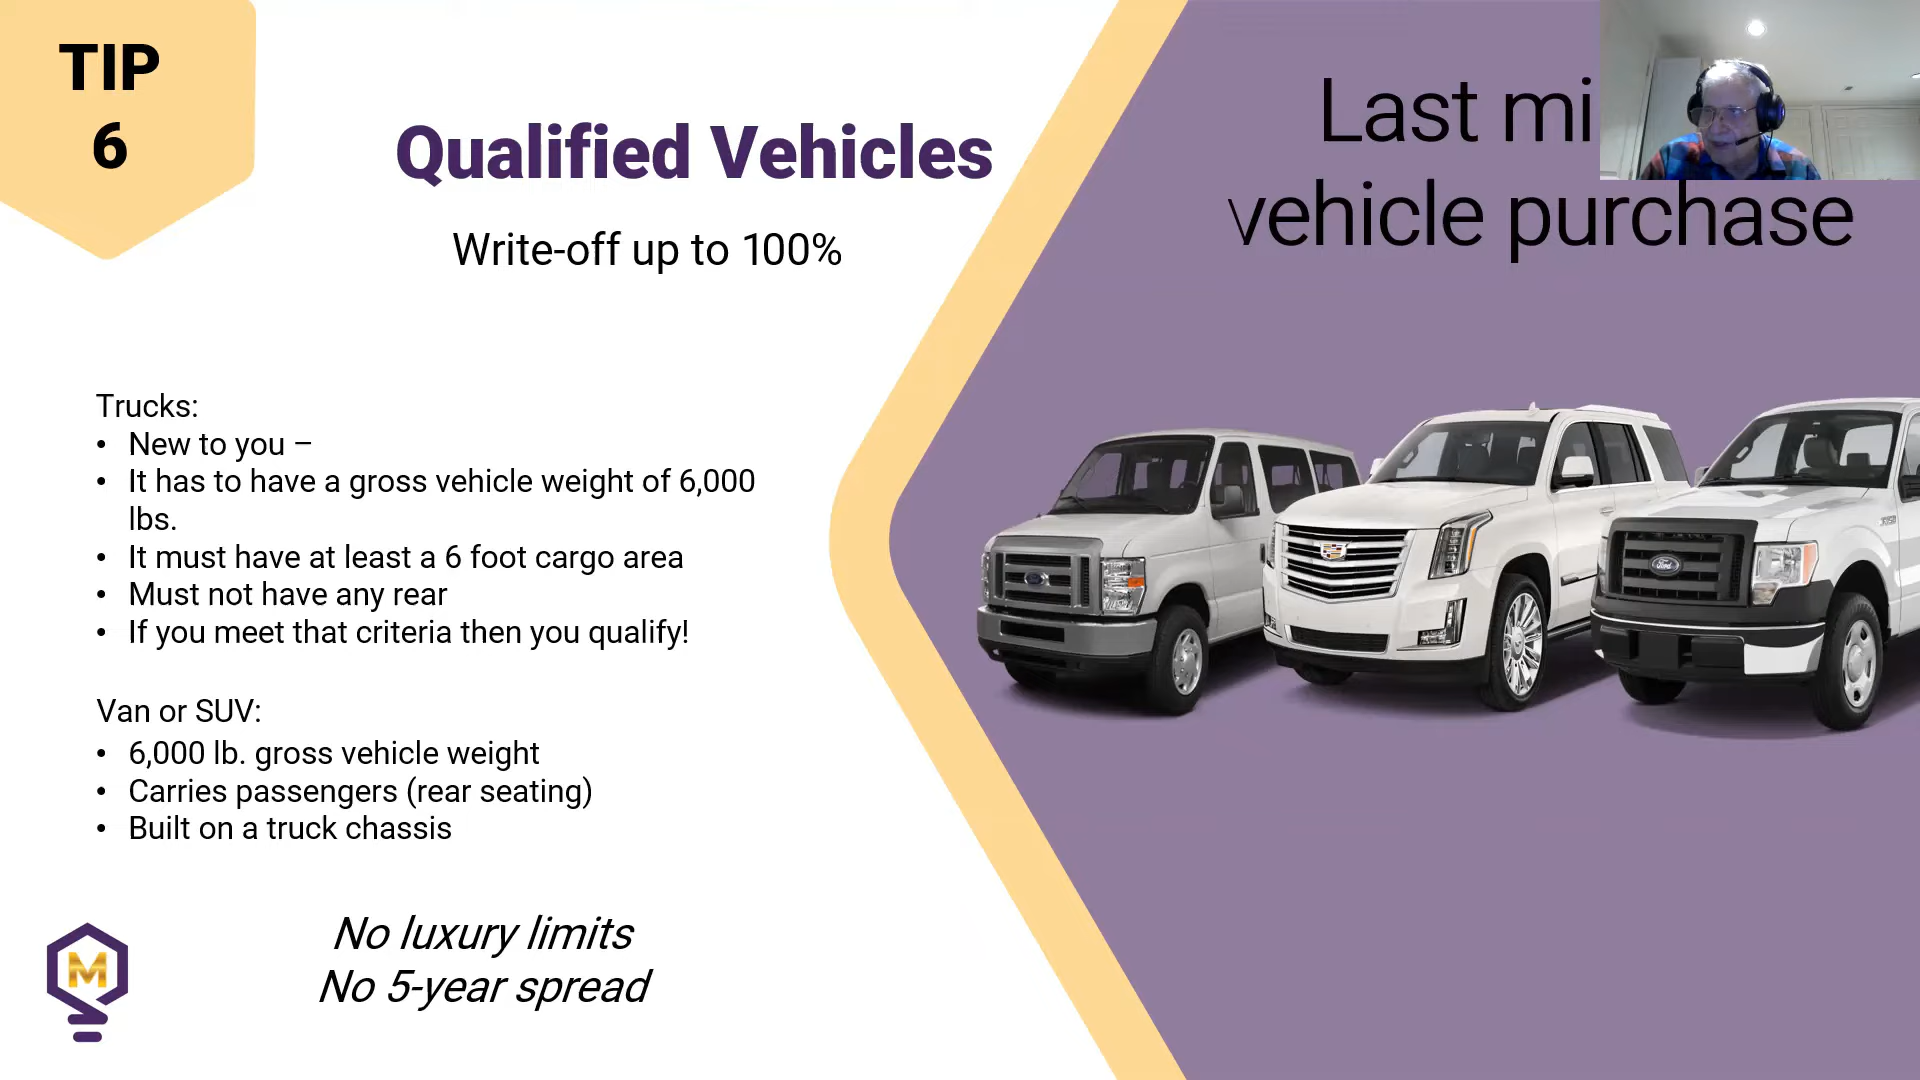 TIP
6
Qualified Vehicles
Write-off up to 100%
Last mi
vehicle purchase
Trucks:
• New to you –
• It has to have a gross vehicle weight of 6,000
lbs.
• It must have at least a 6 foot cargo area
• Must not have any rear
• If you meet that criteria then you qualify!
Van or SUV:
• 6,000 lb. gross vehicle weight
• Carries passengers (rear seating)
• Built on a truck chassis
No luxury limits
No 5-year spread
M
Ford